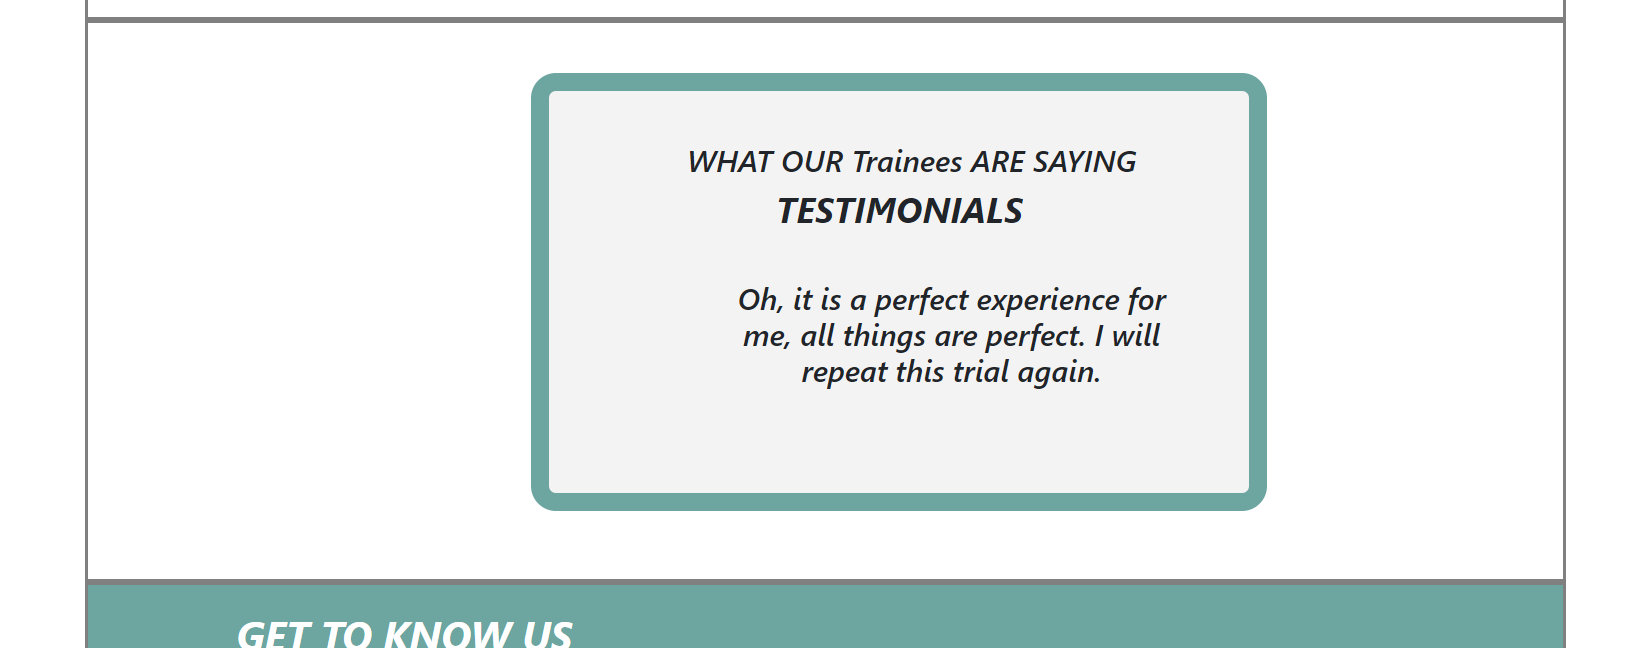 WHAT OUR Trainees ARE SAYING
TESTIMONIALS
Oh, it is a perfect experience for
me, all things are perfect. I will
repeat this trial again.
GET TO KNOW US